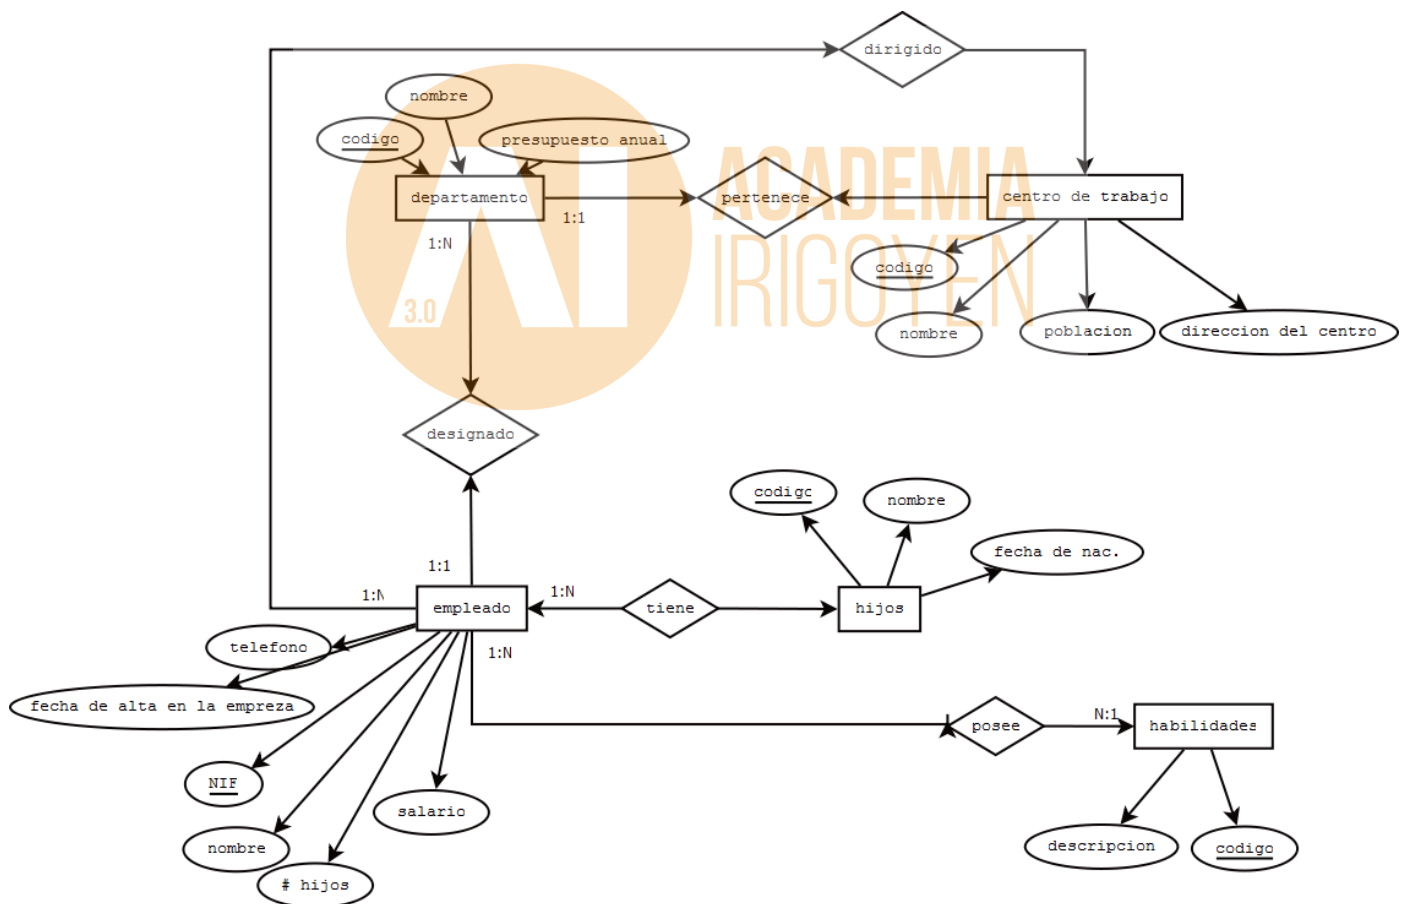 dirigido
nombre
codigo
presupuesto anual
departamento
1:1
1:N
pertenece
centro de trabajo
ACADEMIA
IRIGOYEN
3.0
codigo
nombre
poblacion
direccion del centro
designado
codigo
nombre
fecha de nac.
1:1
1:N
empleado
1:N
tiene
hijos
telefono
1:N
fecha de alta en la empreza
NIF
nombre
# hijos
salario
posee
N:1
habilidades
descripcion
codigo